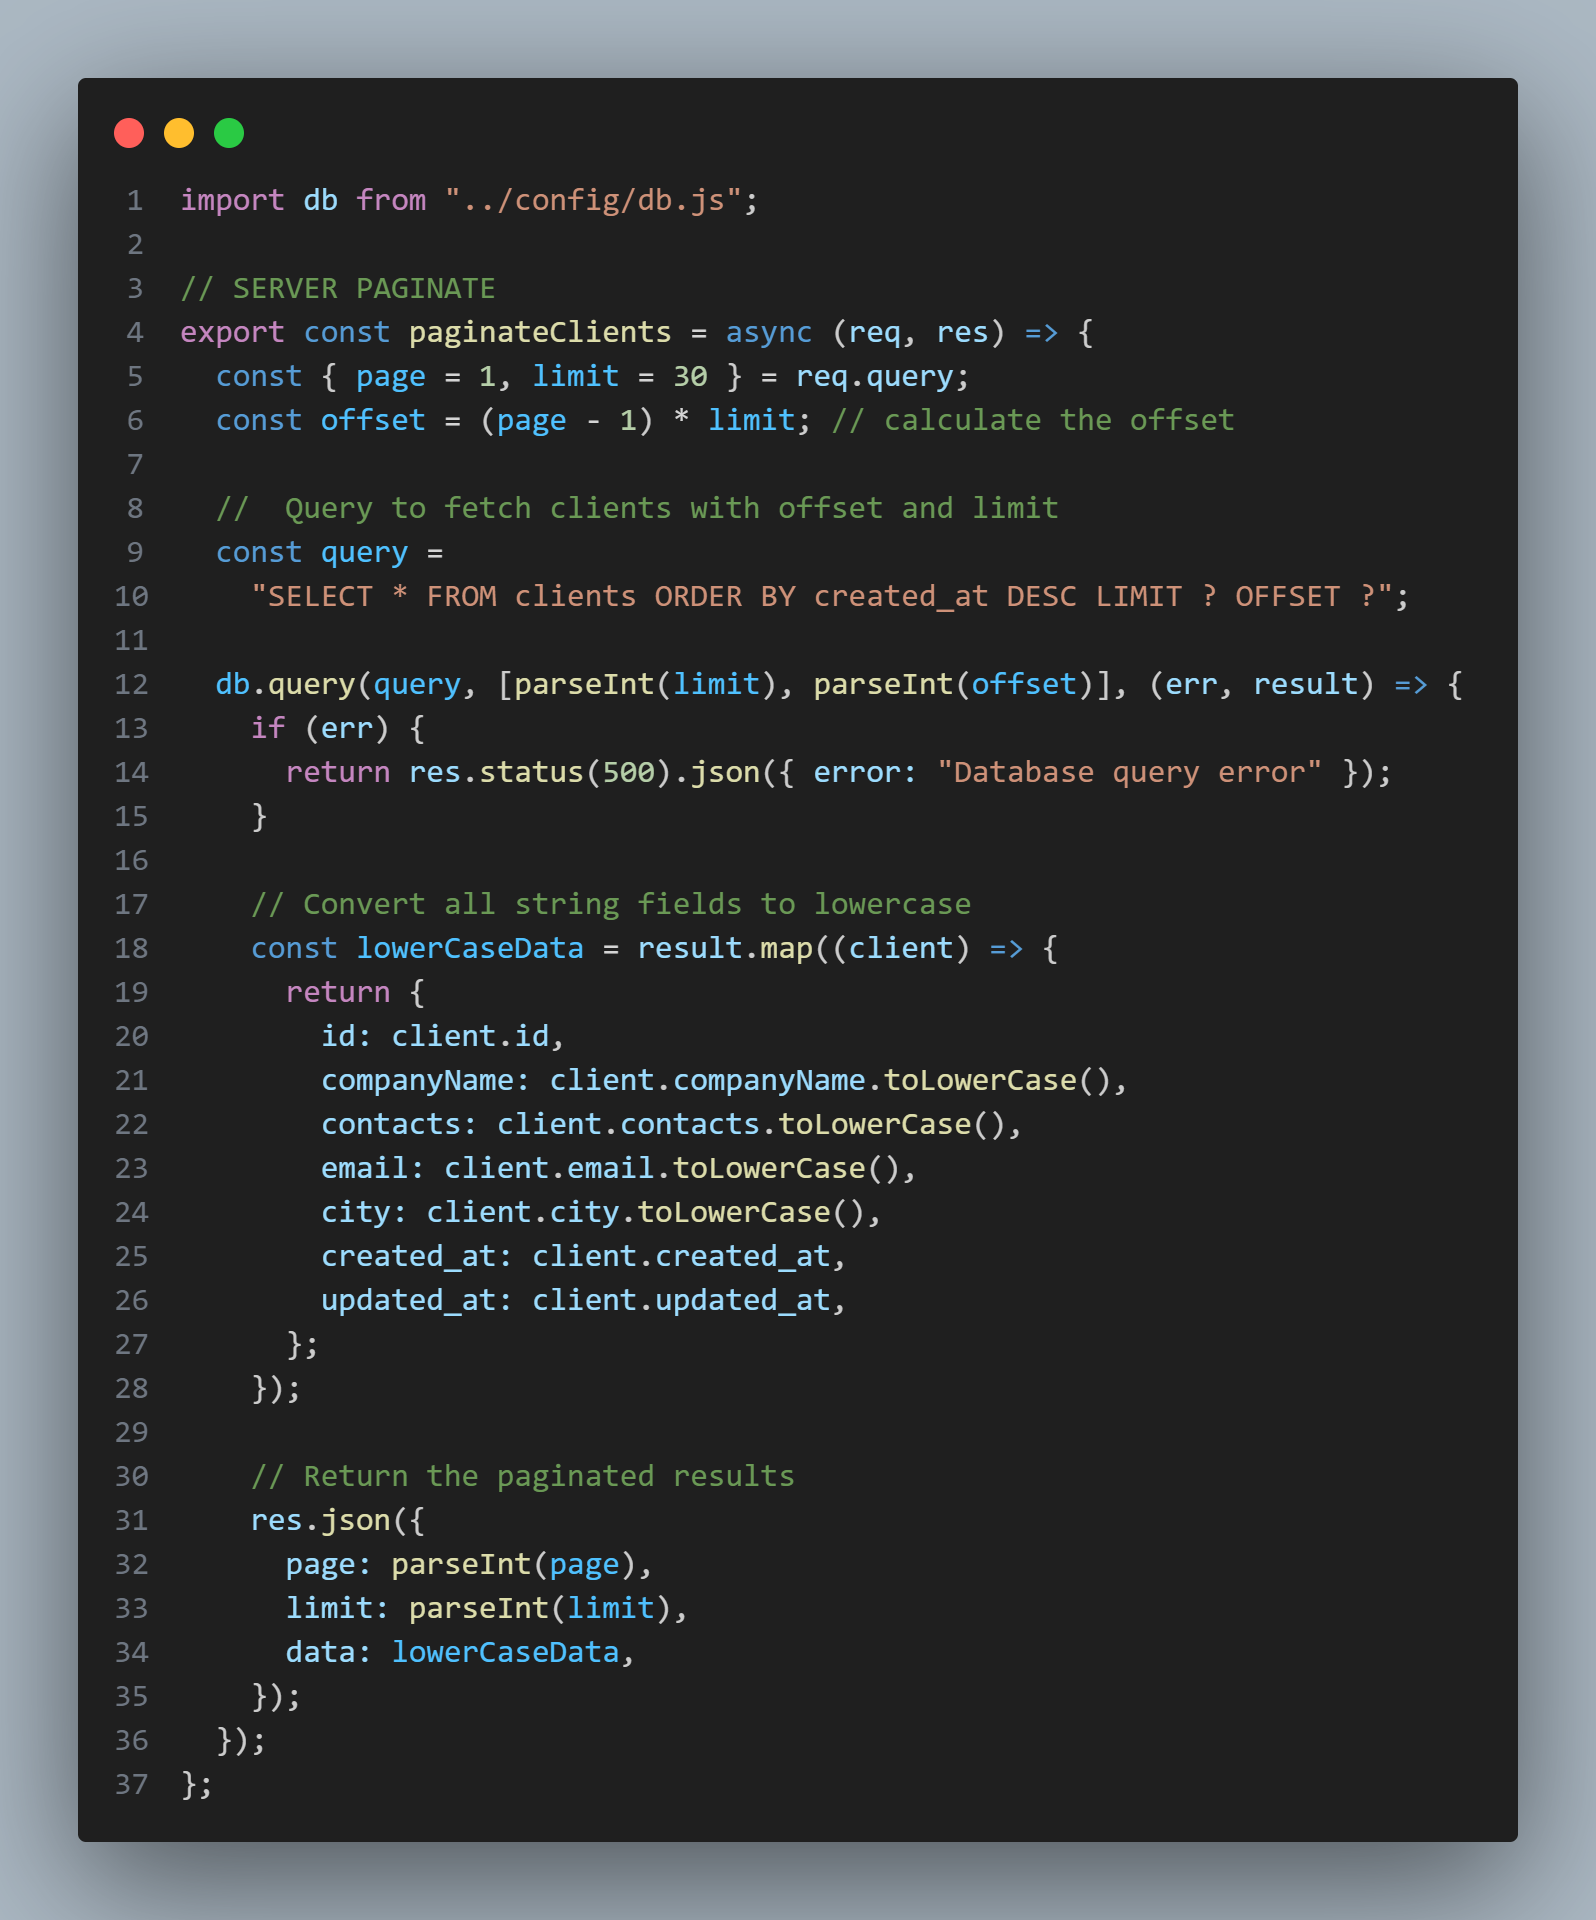 1 import db from "../config/db.js";
2
3 // SERVER PAGINATE
4 export const paginateClients = async (req, res) => {
5   const { page = 1, limit = 30 } = req.query;
6   const offset = (page - 1) * limit; // calculate the offset
7
8   //  Query to fetch clients with offset and limit
9   const query =
10     "SELECT * FROM clients ORDER BY created_at DESC LIMIT ? OFFSET ?";
11
12   db.query(query, [parseInt(limit), parseInt(offset)], (err, result) => {
13     if (err) {
14       return res.status(500).json({ error: "Database query error" });
15     }
16
17     // Convert all string fields to lowercase
18     const lowerCaseData = result.map((client) => {
19       return {
20         id: client.id,
21         companyName: client.companyName.toLowerCase(),
22         contacts: client.contacts.toLowerCase(),
23         email: client.email.toLowerCase(),
24         city: client.city.toLowerCase(),
25         created_at: client.created_at,
26         updated_at: client.updated_at,
27       };
28     });
29
30     // Return the paginated results
31     res.json({
32       page: parseInt(page),
33       limit: parseInt(limit),
34       data: lowerCaseData,
35     });
36   });
37 };